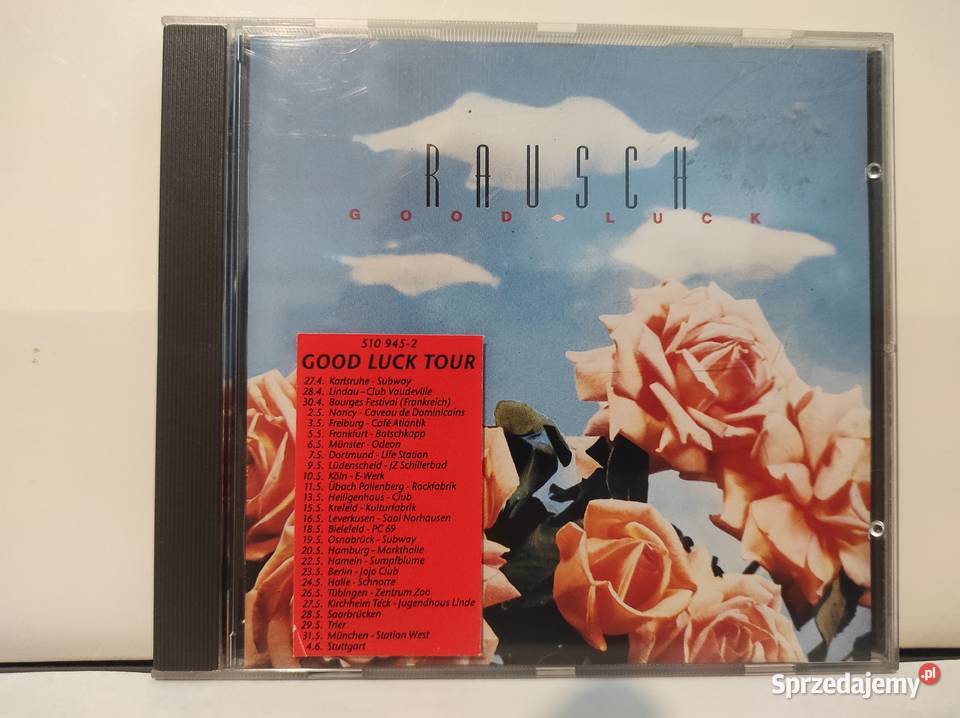 RAUSCH
GOOD LUCK
510 945-2
GOOD LUCK TOUR
27.4. Karlsruhe - Subway
28.4. Lindau - Club Vaudeville
30.4. Bourges Festival (Frankreich)
2.5. Nancy - Caveau de Dominicains
3.5. Freiburg - Café Atlantik
5.5. Frankfurt - Batschkapp
6.5. Münster - Odeon
7.5. Dortmund - Life Station
9.5. Lüdenscheid - JZ Schillerbad
10.5. Köln - E-Werk
11.5. Übach Pallenberg - Rockfabrik
13.5. Heiligenhaus - Club
15.5. Krefeld - Kulturfabrik
16.5. Leverkusen - Saal Norhausen
18.5. Bielefeld - PC 69
19.5. Osnabrück - Subway
20.5. Hamburg - Markthalle
22.5. Hameln - Sumpfblume
23.5. Berlin - Jojo Club
24.5. Halle - Schnorre
26.5. Tübingen - Zentrum Zoo
27.5. Kirchheim Teck - Jugendhaus Linde
28.5. Saarbrücken
29.5. Trier
31.5. München - Station West
4.6. Stuttgart
Sprzedajemy.pl